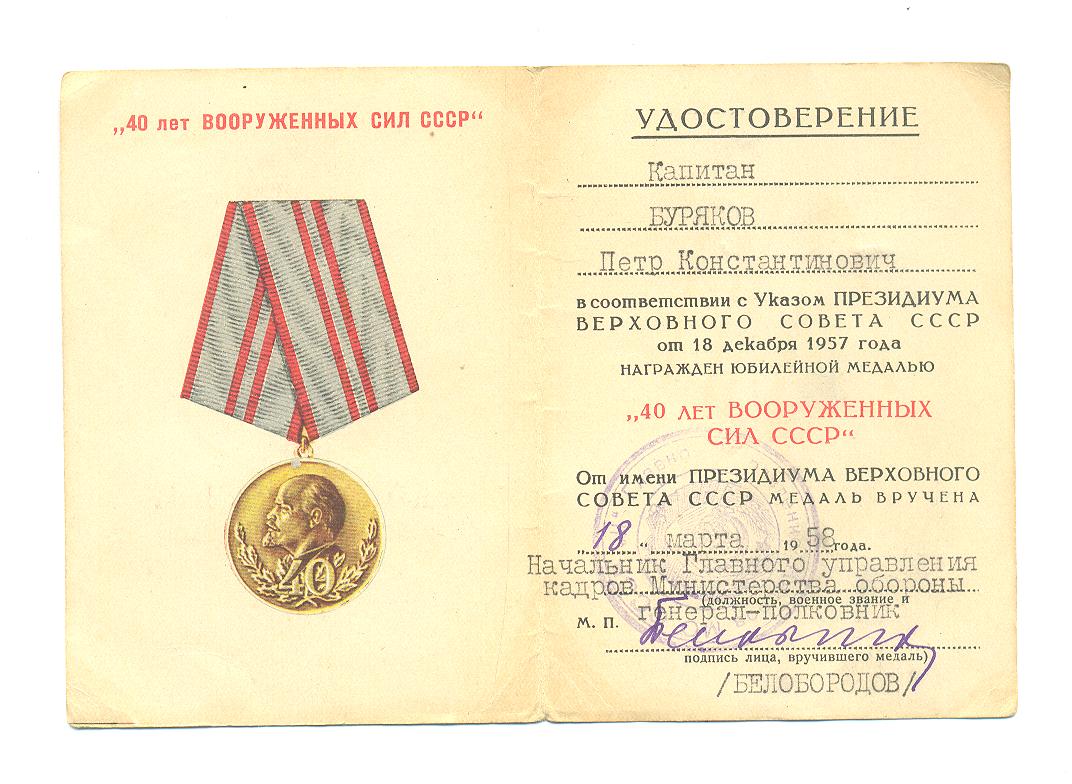 „40 лет ВООРУЖЕННЫХ СИЛ СССР“
40
УДОСТОВЕРЕНИЕ
Капитан
БУРЯКОВ
Петр Константинович
в соответствии с Указом ПРЕЗИДИУМА
ВЕРХОВНОГО СОВЕТА СССР
от 18 декабря 1957 года
НАГРАЖДЕН ЮБИЛЕЙНОЙ МЕДАЛЬЮ
„40 ЛЕТ ВООРУЖЕННЫХ
СИЛ СССР“
От имени ПРЕЗИДИУМА ВЕРХОВНОГО
СОВЕТА СССР МЕДАЛЬ ВРУЧЕНА
„18“ марта 1958 года.
Начальник Главного управления
кадров Министерства обороны
(должность, военное звание и
генерал-полковник
М. П.
подпись лица, вручившего медаль)
/БЕЛОБОРОДОВ/